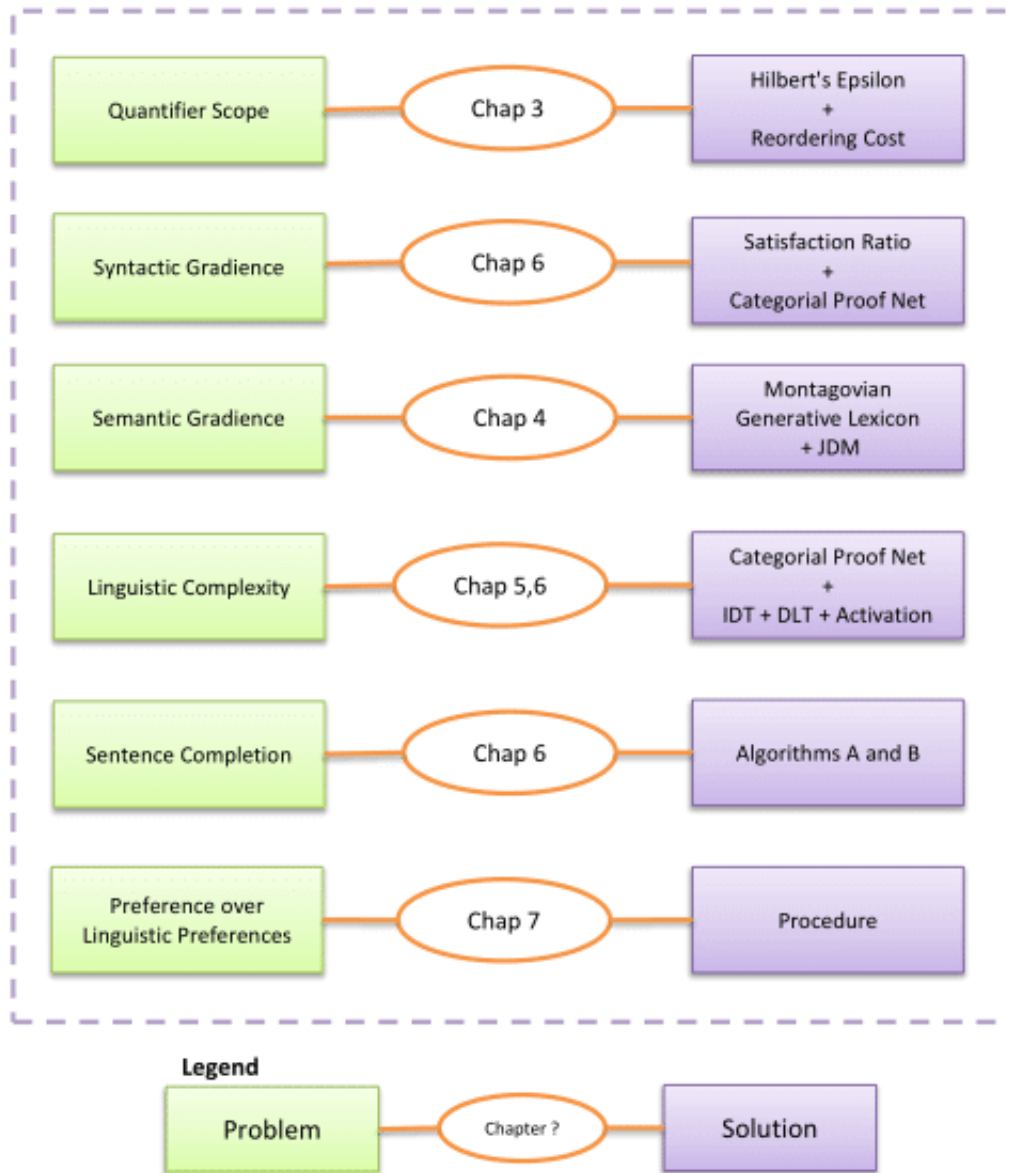 Quantifier Scope
Chap 3
Hilbert's Epsilon
+
Reordering Cost
Syntactic Gradience
Chap 6
Satisfaction Ratio
+
Categorial Proof Net
Semantic Gradience
Chap 4
Montagovian
Generative Lexicon
+ JDM
Linguistic Complexity
Chap 5,6
Categorial Proof Net
+
IDT + DLT + Activation
Sentence Completion
Chap 6
Algorithms A and B
Preference over
Linguistic Preferences
Chap 7
Procedure
Legend
Problem
Chapter ?
Solution